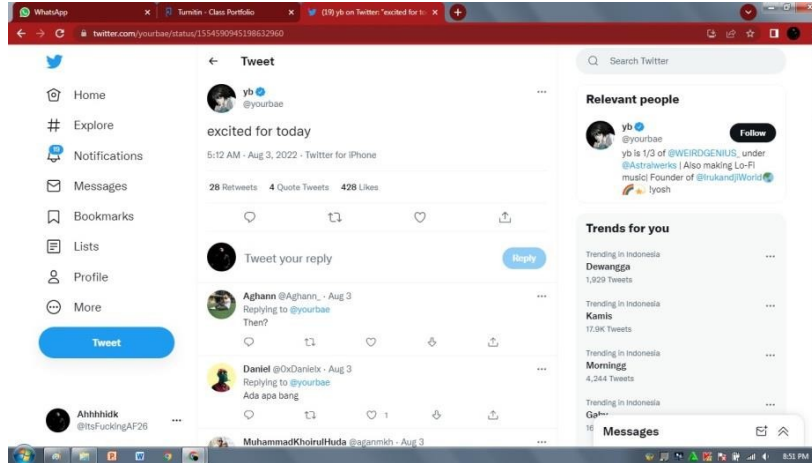 WhatsApp
Turnitin - Class Portfolio
(19) yb on Twitter: "excited for to
twitter.com/yourbae/status/1554590945198632960
Home
Explore
19
Notifications
Messages
Bookmarks
Lists
Profile
More
Tweet
Ahhhhidk
@ItsFuckingAF26
Tweet
yb
@yourbae
excited for today
5:12 AM · Aug 3, 2022 · Twitter for iPhone
28 Retweets 4 Quote Tweets 428 Likes
Tweet your reply
Reply
Aghann @Aghann_ · Aug 3
Replying to @yourbae
Then?
Daniel @0xDanielx · Aug 3
Replying to @yourbae
Ada apa bang
1
MuhammadKhoirulHuda @aganmkh · Aug 3
Search Twitter
Relevant people
yb
@yourbae
Follow
yb is 1/3 of @WEIRDGENIUS_ under
@Astralwerks | Also making Lo-Fi
music| Founder of @IrukandjiWorld
Iyosh
Trends for you
Trending in Indonesia
Dewangga
1,929 Tweets
Trending in Indonesia
Kamis
17.9K Tweets
Trending in Indonesia
Morningg
4,244 Tweets
Trending in Indonesia
Messages
8:51 PM